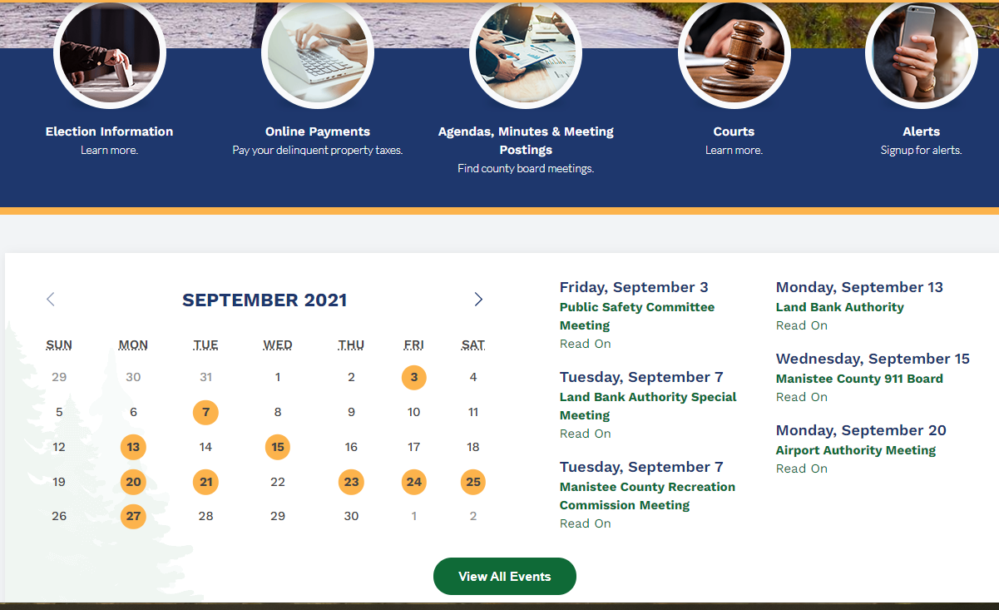 Election Information
Learn more.
Online Payments
Pay your delinquent property taxes.
Agendas, Minutes & Meeting
Postings
Find county board meetings.
Courts
Learn more.
Alerts
Signup for alerts.
SEPTEMBER 2021
SUN MON TUE WED THU FRI SAT
29 30 31 1 2 3 4
5 6 7 8 9 10 11
12 13 14 15 16 17 18
19 20 21 22 23 24 25
26 27 28 29 30 1 2
Friday, September 3
Public Safety Committee
Meeting
Read On
Tuesday, September 7
Land Bank Authority Special
Meeting
Read On
Tuesday, September 7
Manistee County Recreation
Commission Meeting
Read On
Monday, September 13
Land Bank Authority
Read On
Wednesday, September 15
Manistee County 911 Board
Read On
Monday, September 20
Airport Authority Meeting
Read On
View All Events